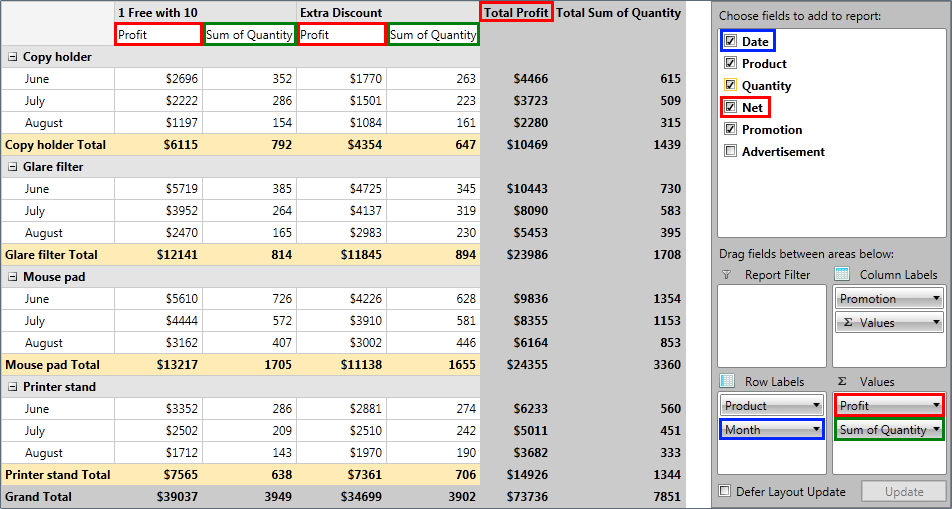 1 Free with 10 Extra Discount Total Profit Total Sum of Quantity
Profit Sum of Quantity Profit Sum of Quantity
Copy holder
June $2696 352 $1770 263 $4466 615
July $2222 286 $1501 223 $3723 509
August $1197 154 $1084 161 $2280 315
Copy holder Total $6115 792 $4354 647 $10469 1439
Glare filter
June $5719 385 $4725 345 $10443 730
July $3952 264 $4137 319 $8090 583
August $2470 165 $2983 230 $5453 395
Glare filter Total $12141 814 $11845 894 $23986 1708
Mouse pad
June $5610 726 $4226 628 $9836 1354
July $4444 572 $3910 581 $8355 1153
August $3162 407 $3002 446 $6164 853
Mouse pad Total $13217 1705 $11138 1655 $24355 3360
Printer stand
June $3352 286 $2881 274 $6233 560
July $2502 209 $2510 242 $5011 451
August $1712 143 $1970 190 $3682 333
Printer stand Total $7565 638 $7361 706 $14926 1344
Grand Total $39037 3949 $34699 3902 $73736 7851
Choose fields to add to report:
Date
Product
Quantity
Net
Promotion
Advertisement
Drag fields between areas below:
Report Filter
Column Labels
Promotion
Σ Values
Row Labels
Product
Month
Σ Values
Profit
Sum of Quantity
Defer Layout Update Update